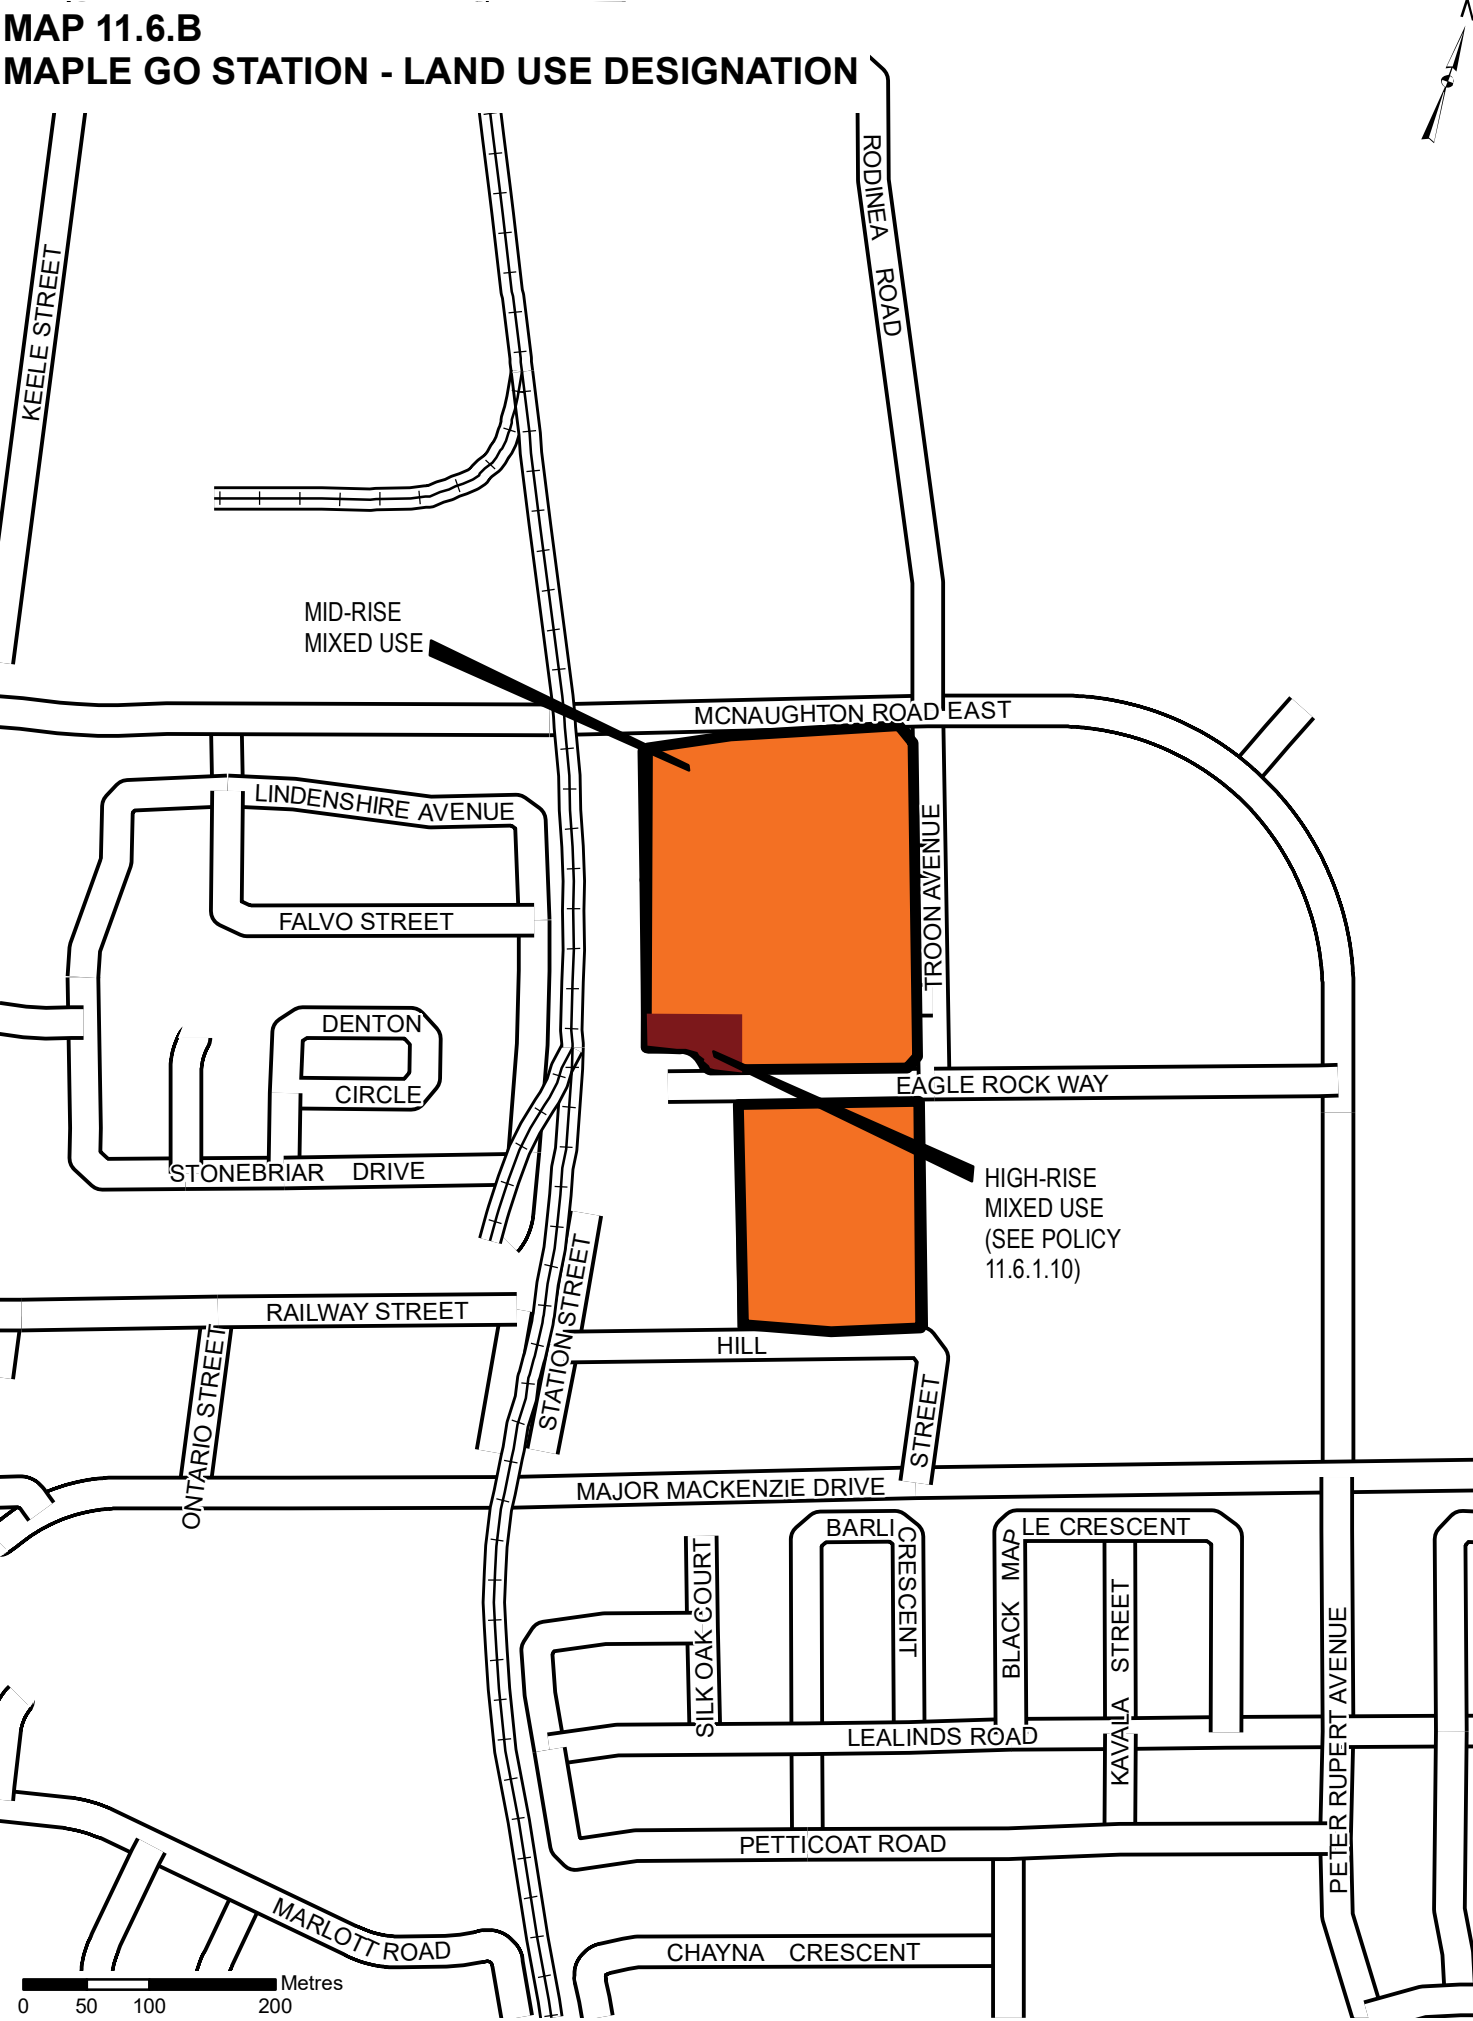 MAP 11.6.B
MAPLE GO STATION - LAND USE DESIGNATION
N
RODINEA ROAD
KEELE STREET
MID-RISE
MIXED USE
MCNAUGHTON ROAD EAST
LINDENSHIRE AVENUE
TROON AVENUE
FALVO STREET
DENTON
CIRCLE
EAGLE ROCK WAY
STONEBRIAR DRIVE
HIGH-RISE
MIXED USE
(SEE POLICY
11.6.1.10)
STATION STREET
RAILWAY STREET
HILL
STREET
ONTARIO STREET
MAJOR MACKENZIE DRIVE
BARLI
CRESCENT
BLACK MAP
LE CRESCENT
SILK OAK COURT
KAVALA STREET
PETER RUPERT AVENUE
LEALINDS ROAD
PETTICOAT ROAD
MARLOTT ROAD
CHAYNA CRESCENT
Metres
0 50 100 200